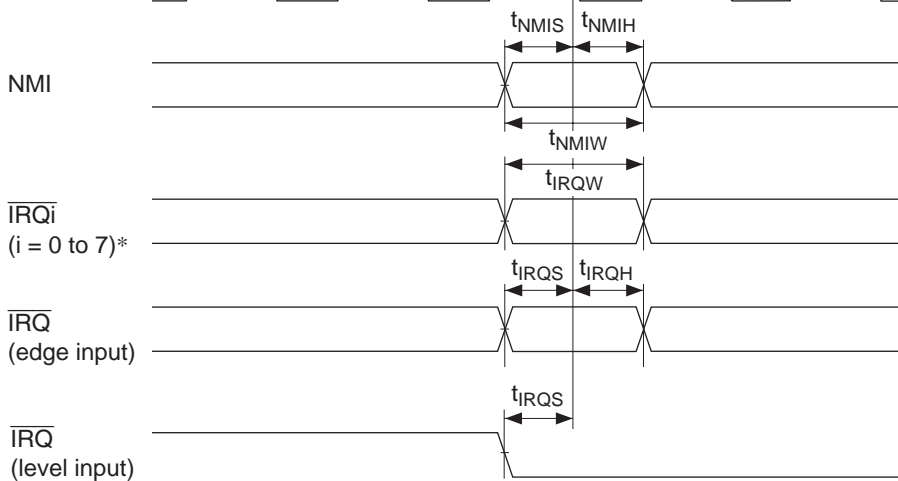 tNMIS tNMIH
NMI
tNMIW
tIRQW
IRQi
(i = 0 to 7)*
tIRQS tIRQH
IRQ
(edge input)
tIRQS
IRQ
(level input)